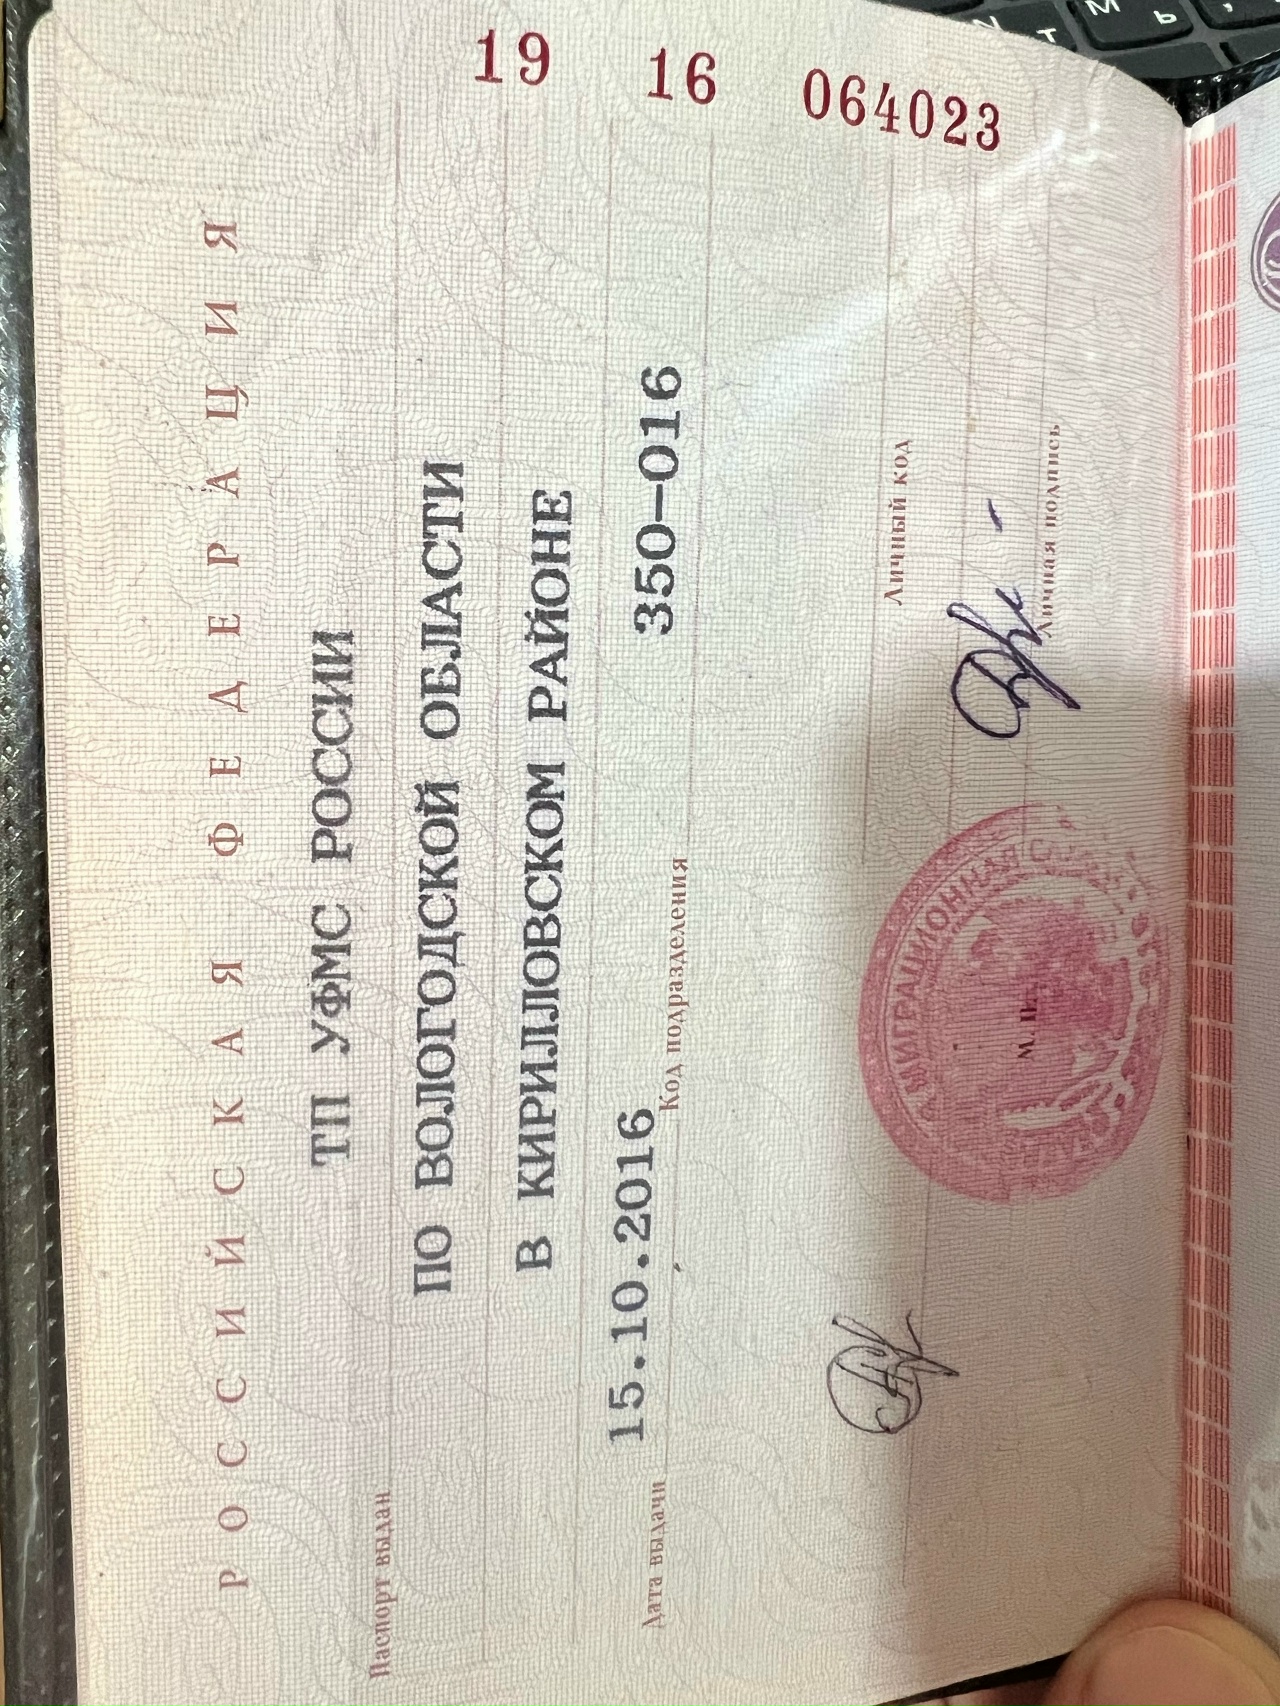 РОССИЙСКАЯ ФЕДЕРАЦИЯ
19 16 064023
Паспорт выдан
ТП УФМС РОССИИ
ПО ВОЛОГОДСКОЙ ОБЛАСТИ
В КИРИЛЛОВСКОМ РАЙОНЕ
Дата выдачи 15.10.2016 Код подразделения 350-016
Личный код
Личная подпись
МИГРАЦИОННАЯ
М. П.